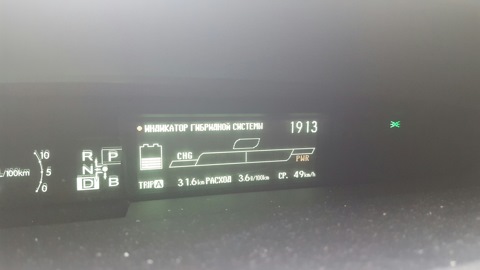 ИНДИКАТОР ГИБРИДНОЙ СИСТЕМЫ 1913
CHG
PWR
TRIP A 31.6km РАСХОД 3.6ℓ/100km СР. 49km/h
10
5
0
L/100km
R P
N
D B